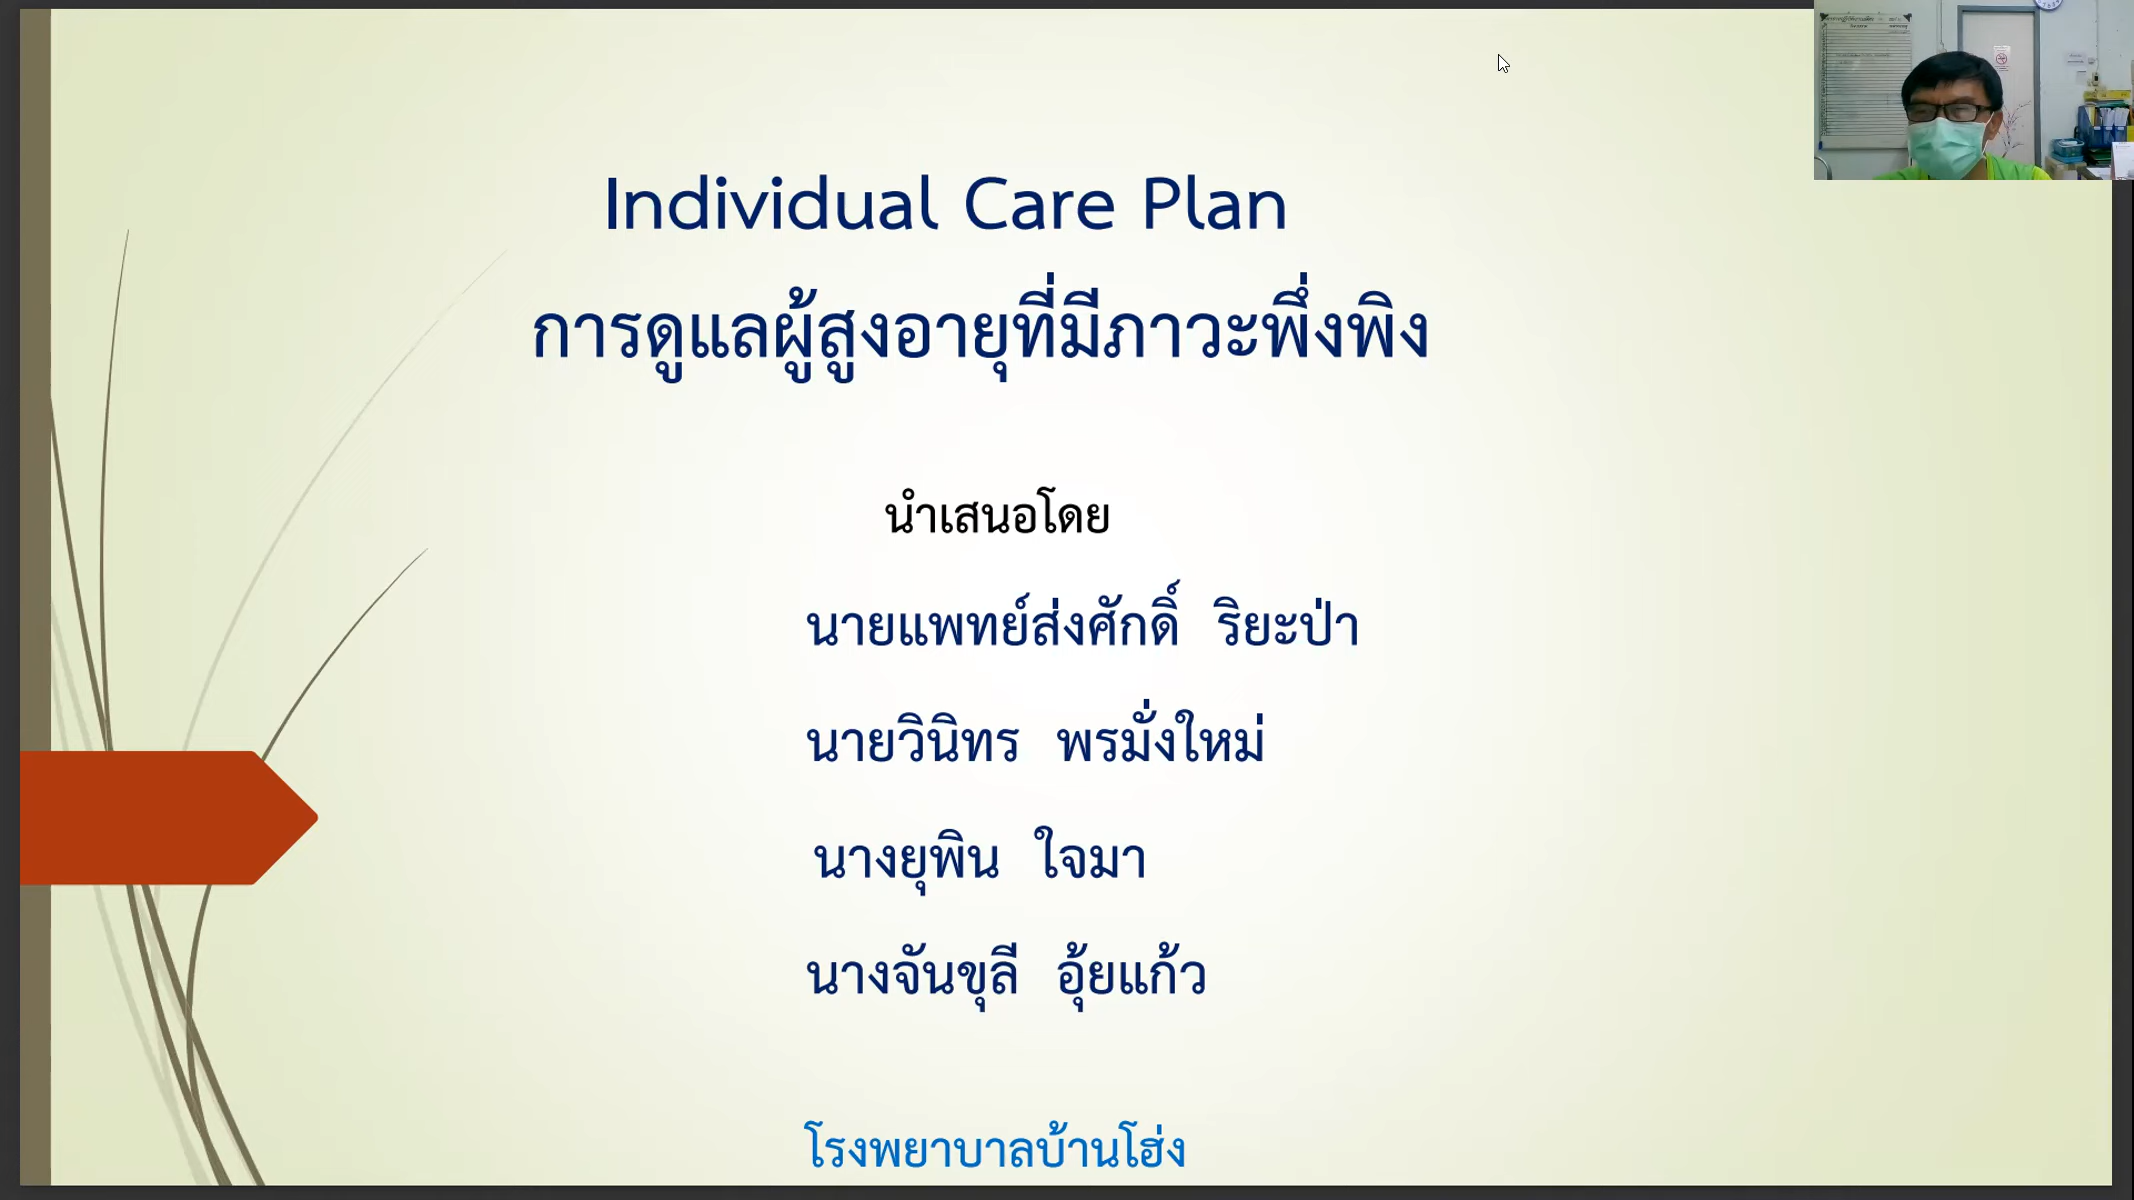 Individual Care Plan
การดูแลผู้สูงอายุที่มีภาวะพึ่งพิง
นำเสนอโดย
นายแพทย์ส่งศักดิ์ ริยะป่า
นายวินิทร พรมั่งใหม่
นางยุพิน ใจมา
นางจันขุลี อุ้ยแก้ว
โรงพยาบาลบ้านโฮ่ง